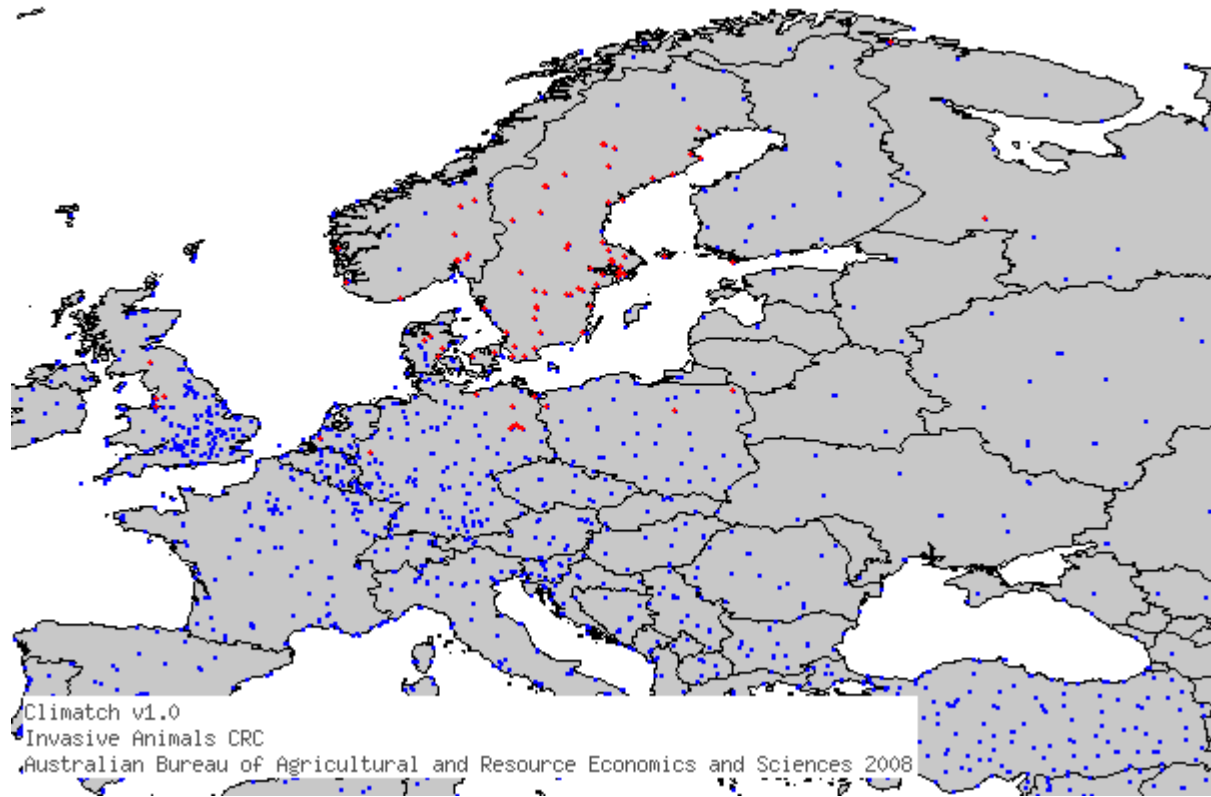 Climatch v1.0
Invasive Animals CRC
Australian Bureau of Agricultural and Resource Economics and Sciences 2008